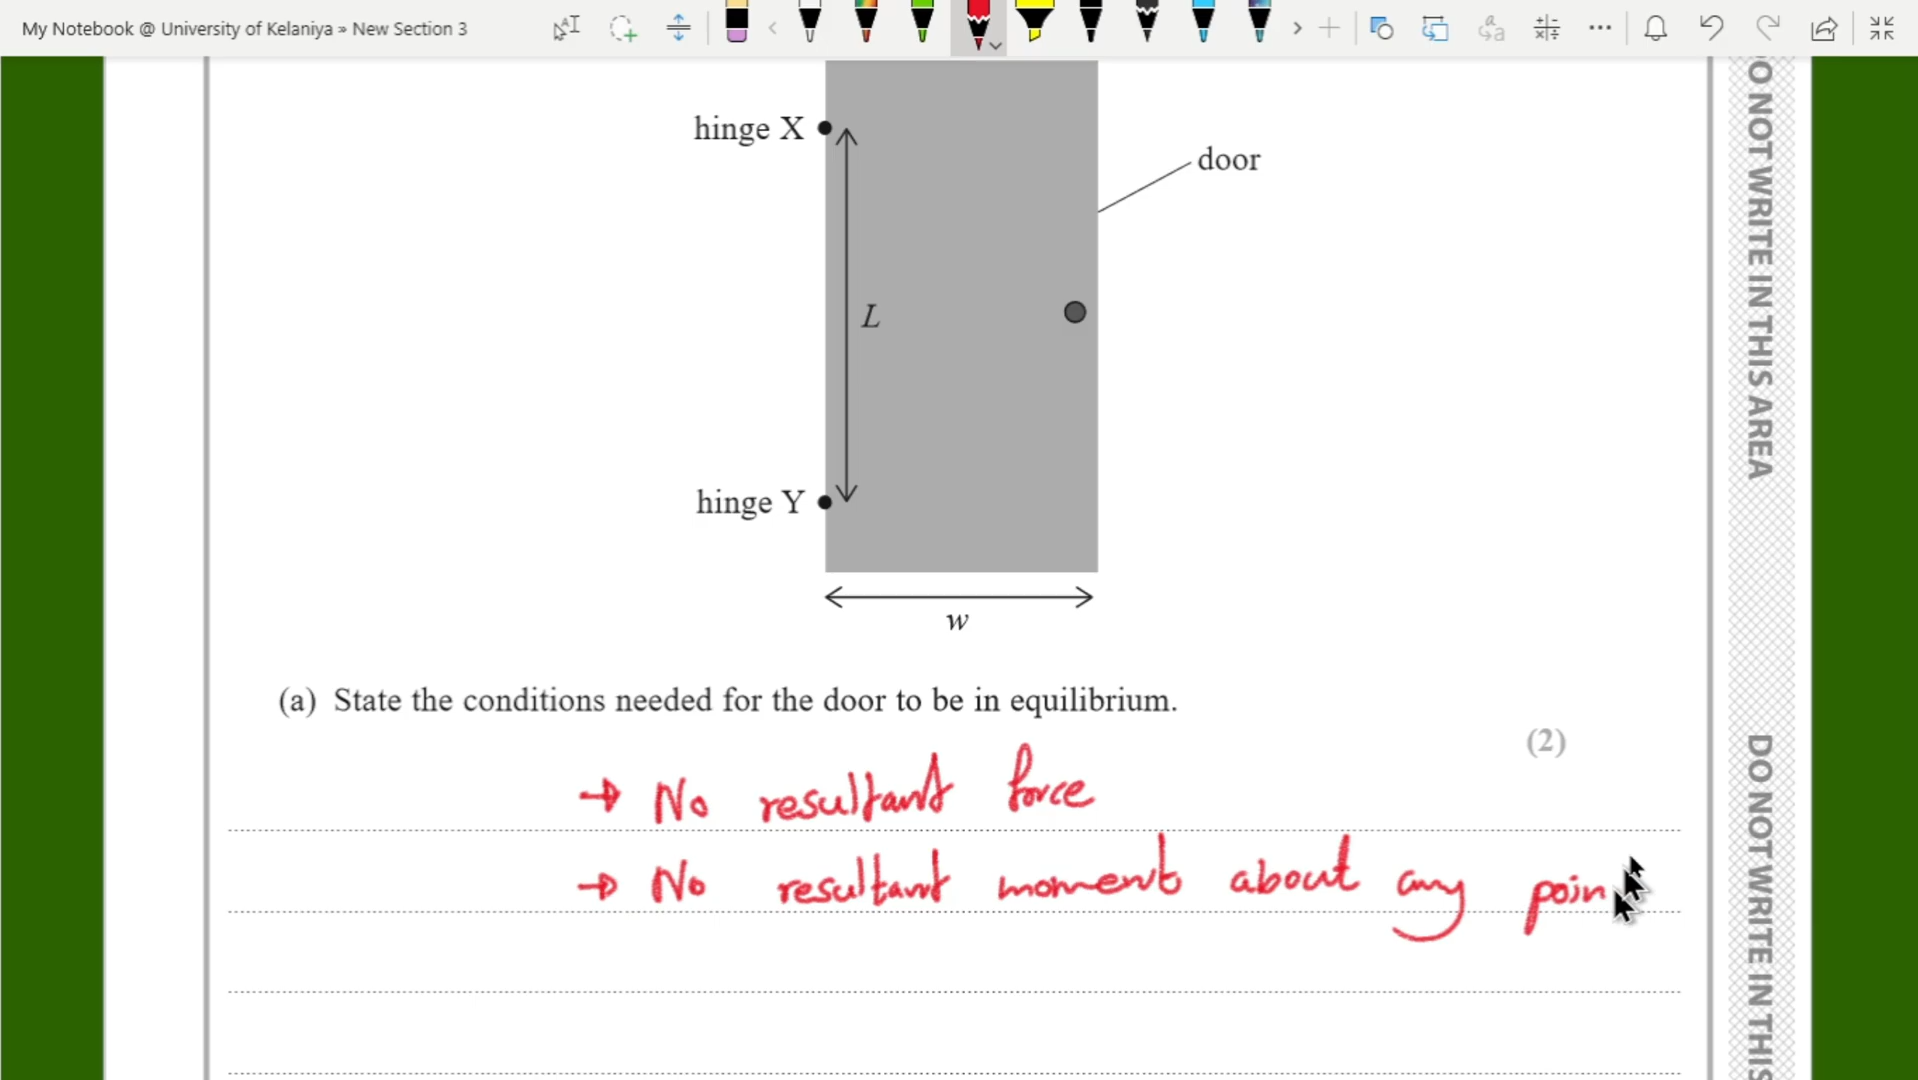 My Notebook @ University of Kelaniya » New Section 3
hinge X
door
L
hinge Y
w
(a) State the conditions needed for the door to be in equilibrium.
(2)
→ No resultant force
→ No resultant moment about any poin
DO NOT WRITE IN THIS AREA
DO NOT WRITE IN THIS